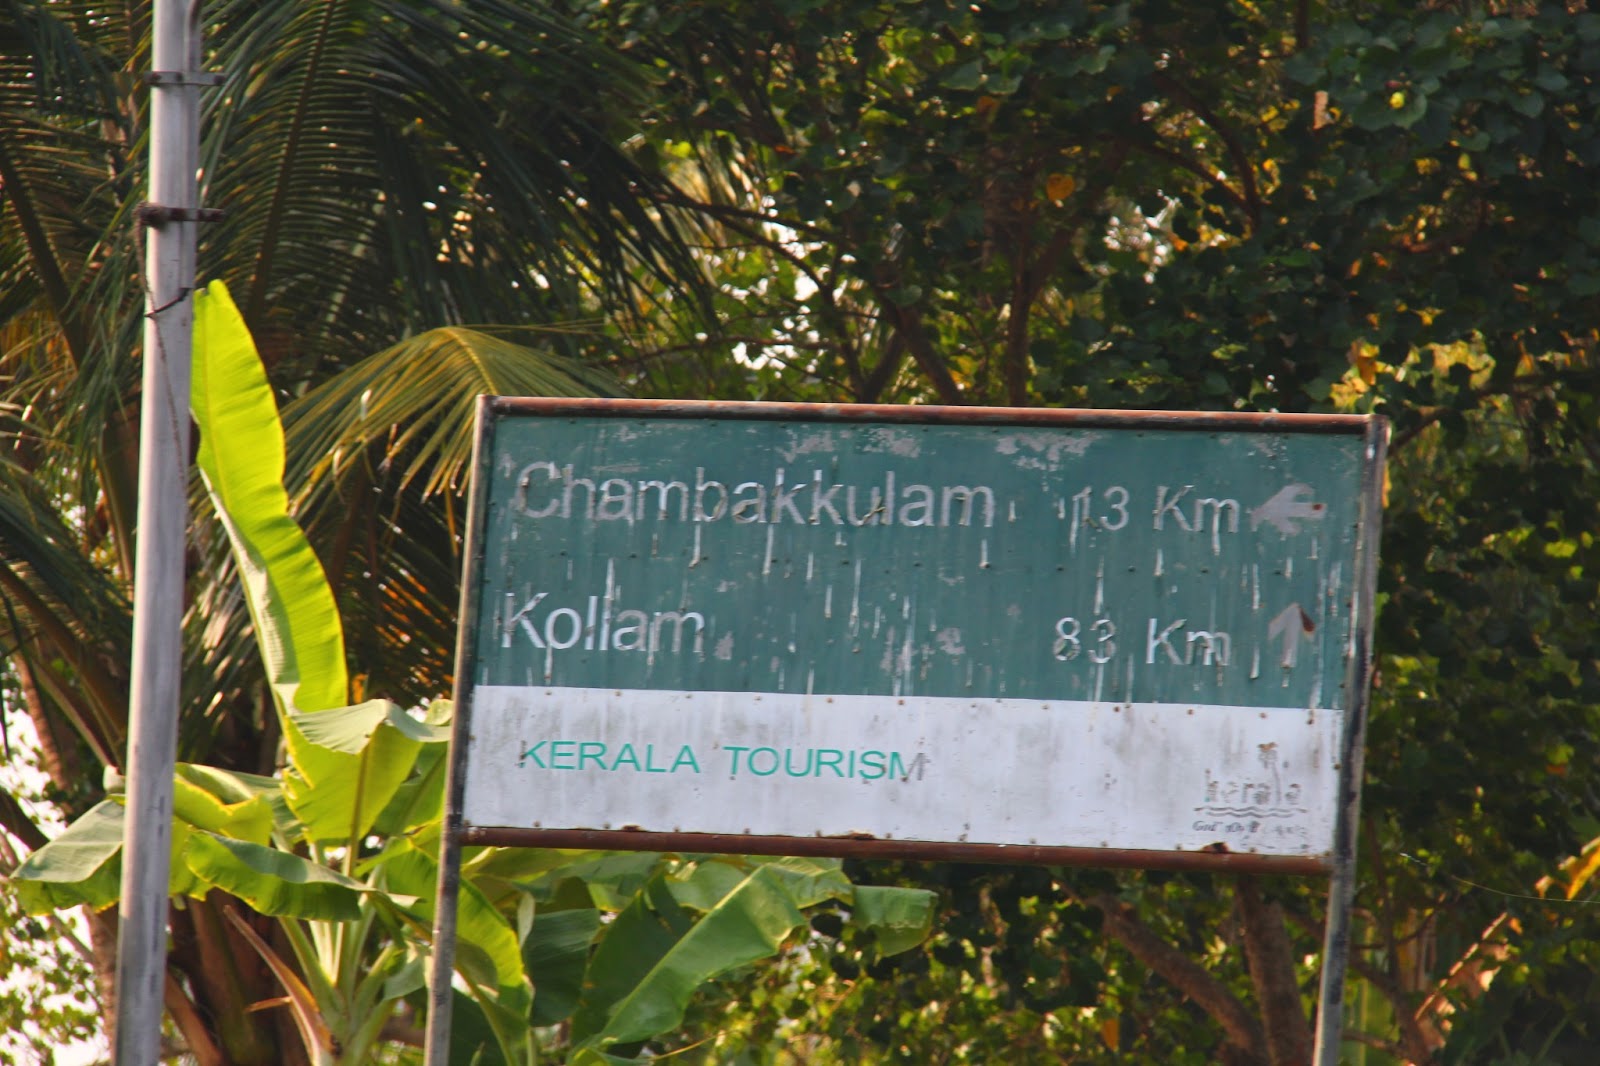 Chambakkulam 13 Km ←
Kollam 83 Km ↑
KERALA TOURISM
kerala